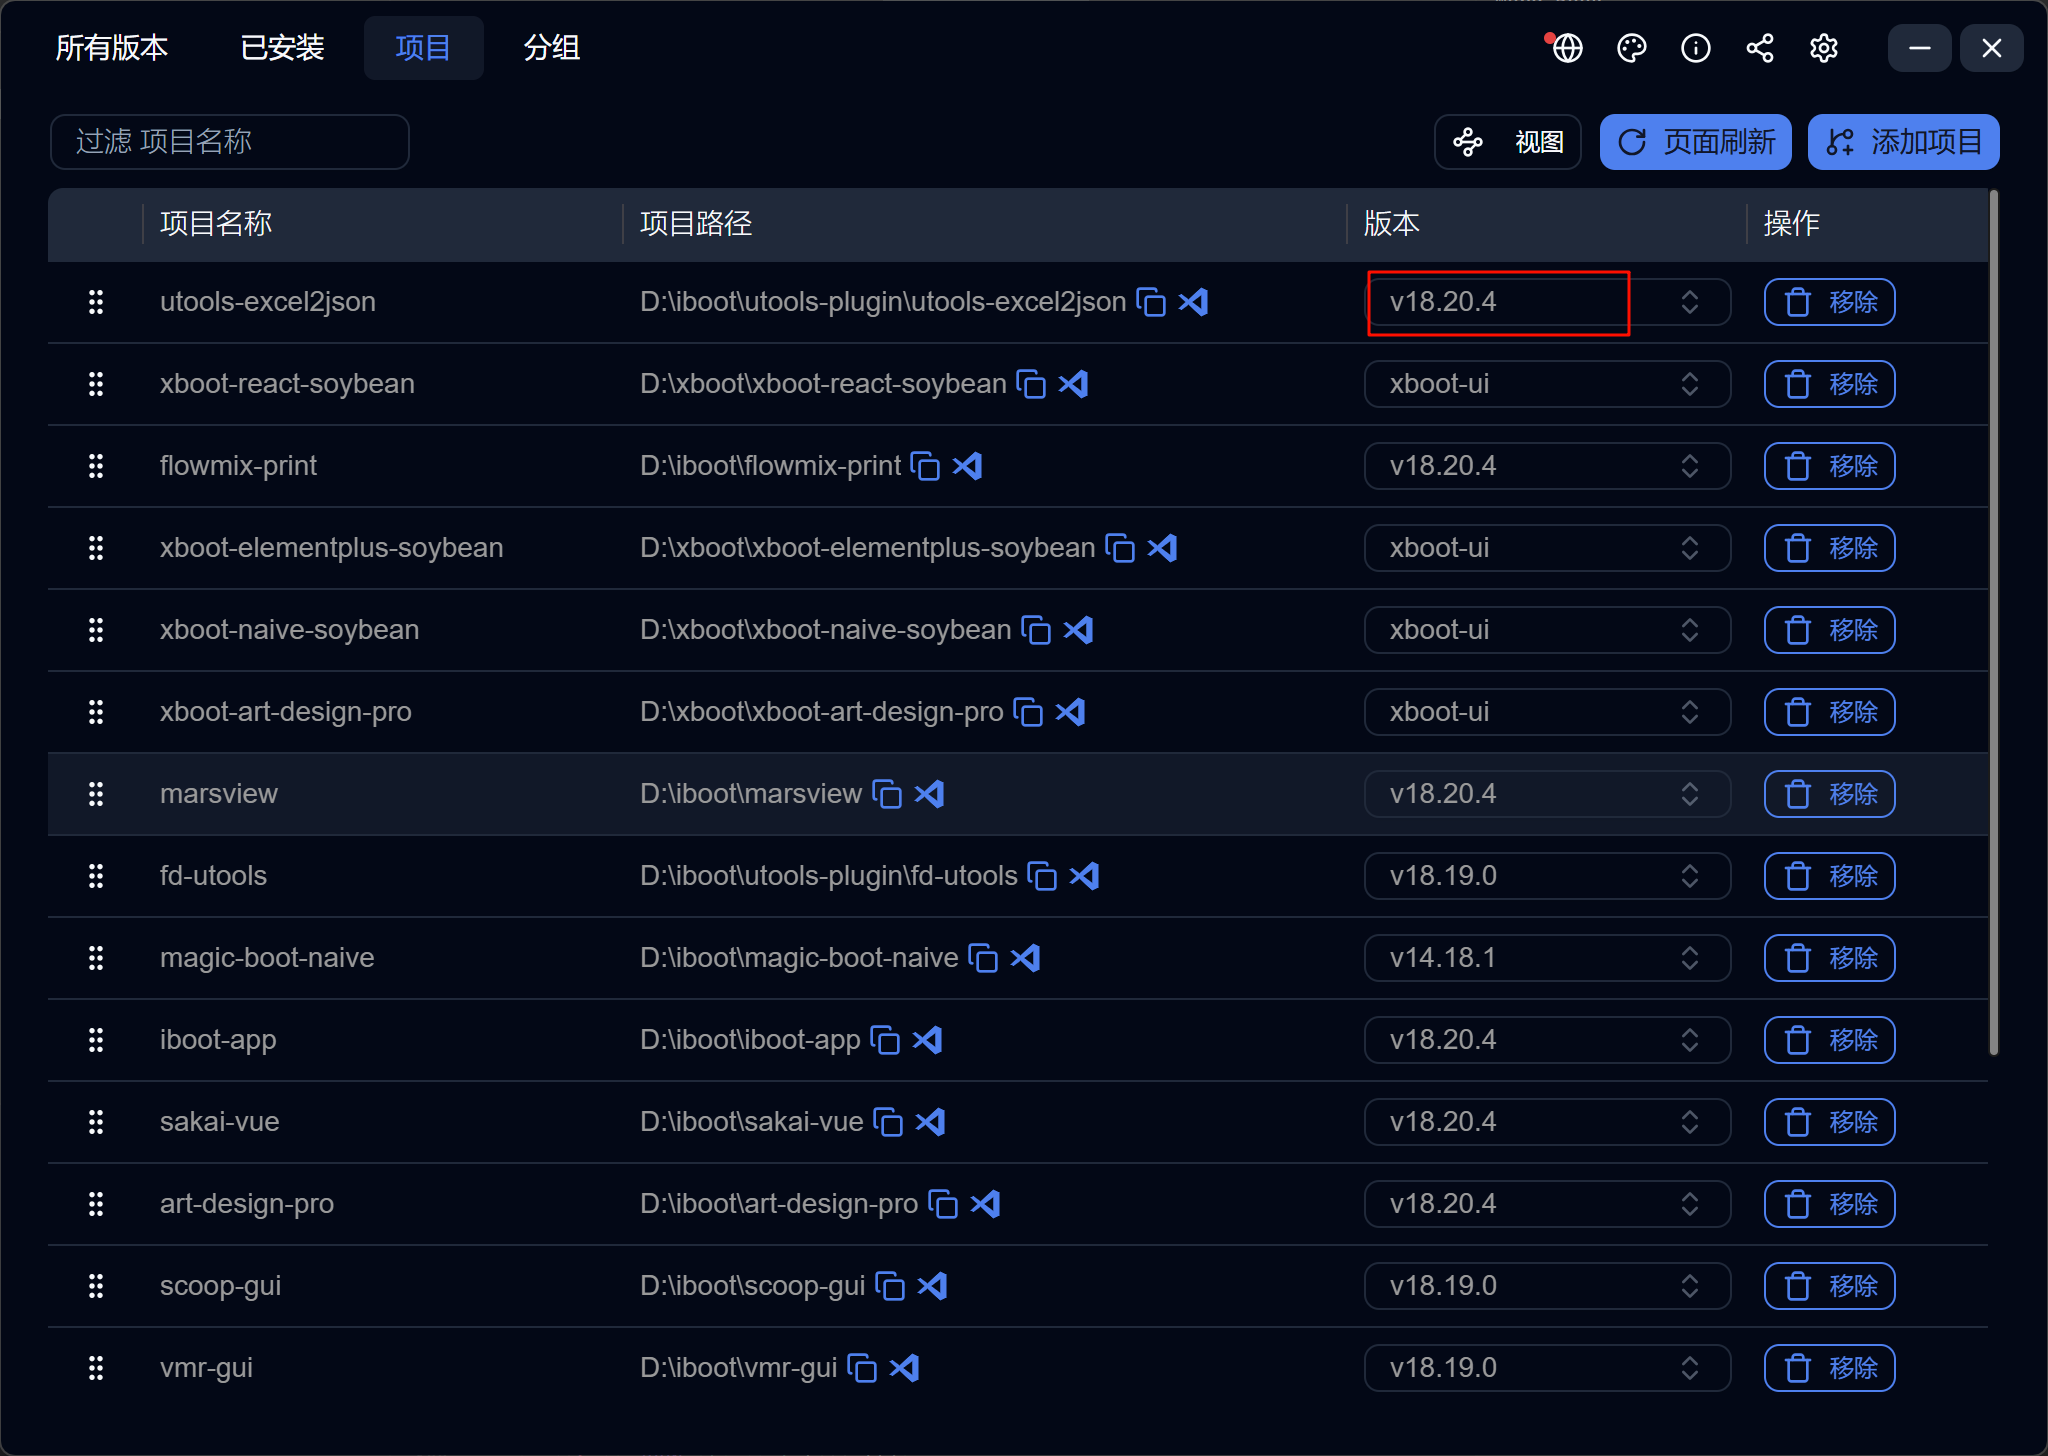 所有版本 已安装 项目 分组
过滤 项目名称 视图 页面刷新 添加项目
项目名称 项目路径 版本 操作
utools-excel2json D:\iboot\utools-plugin\utools-excel2json v18.20.4 移除
xboot-react-soybean D:\xboot\xboot-react-soybean xboot-ui 移除
flowmix-print D:\iboot\flowmix-print v18.20.4 移除
xboot-elementplus-soybean D:\xboot\xboot-elementplus-soybean xboot-ui 移除
xboot-naive-soybean D:\xboot\xboot-naive-soybean xboot-ui 移除
xboot-art-design-pro D:\xboot\xboot-art-design-pro xboot-ui 移除
marsview D:\iboot\marsview v18.20.4 移除
fd-utools D:\iboot\utools-plugin\fd-utools v18.19.0 移除
magic-boot-naive D:\iboot\magic-boot-naive v14.18.1 移除
iboot-app D:\iboot\iboot-app v18.20.4 移除
sakai-vue D:\iboot\sakai-vue v18.20.4 移除
art-design-pro D:\iboot\art-design-pro v18.20.4 移除
scoop-gui D:\iboot\scoop-gui v18.19.0 移除
vmr-gui D:\iboot\vmr-gui v18.19.0 移除